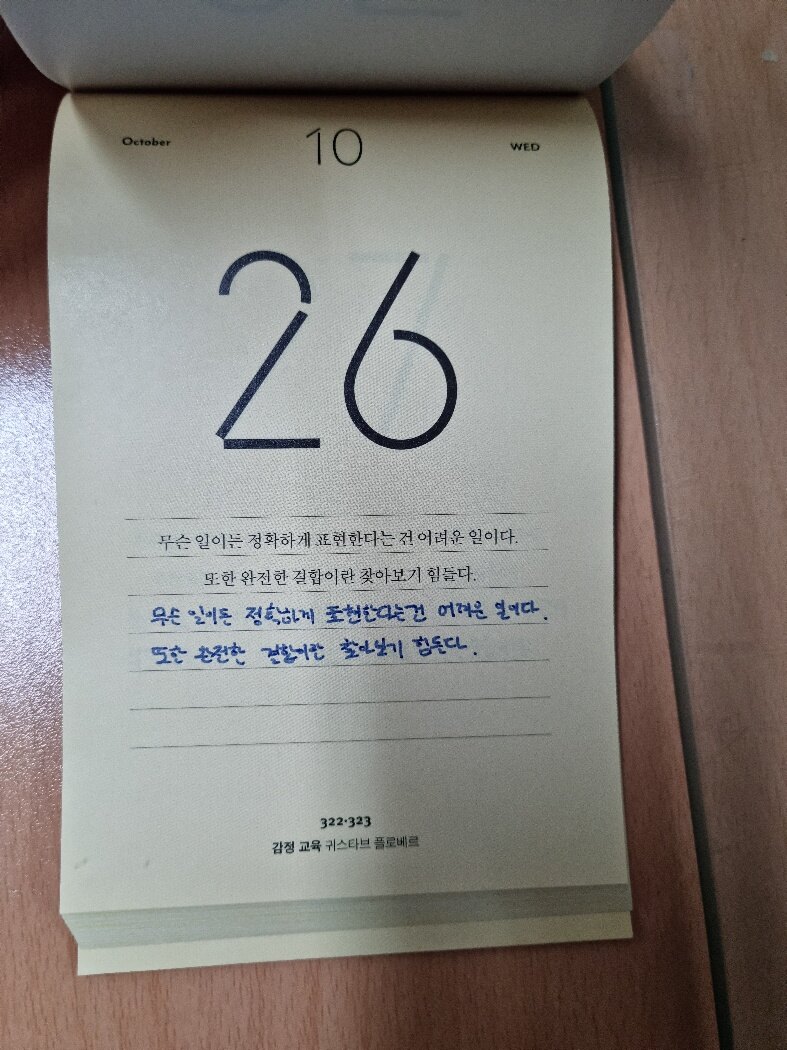 October 10 WED
26
무슨 일이든 정확하게 표현한다는 건 어려운 일이다.
또한 완전한 결합이란 찾아보기 힘들다.
무슨 일이든 정확하게 표현한다는건 어려운 일이다.
또한 완전한 결합이란 찾아보기 힘든다.
322·323
감정 교육 귀스타브 플로베르